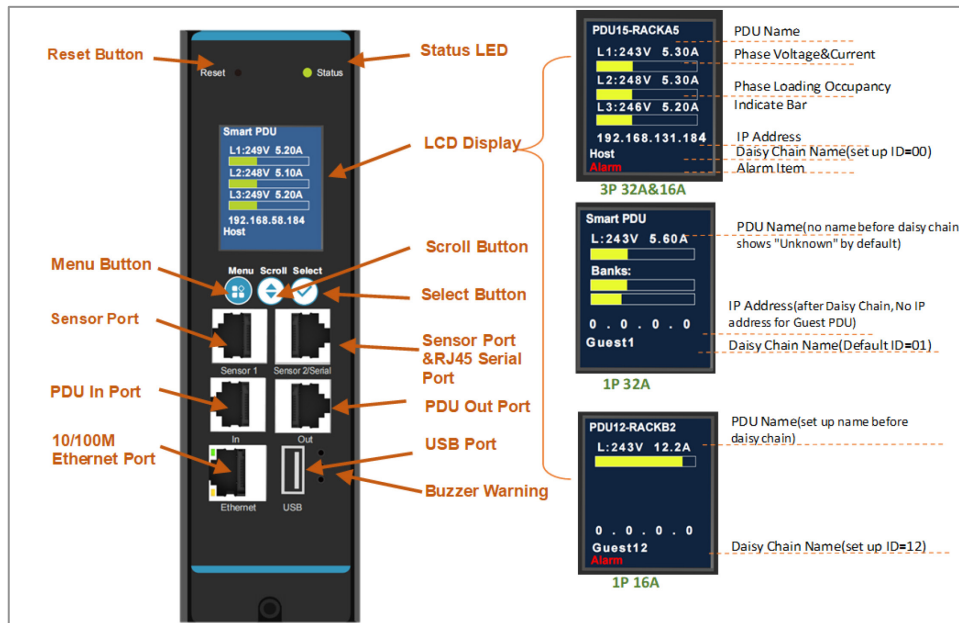 Reset Button
Status LED
Reset
Status
Smart PDU
L1:249V 5.20A
L2:248V 5.10A
L3:249V 5.20A
192.168.58.184
Host
LCD Display
Menu Button
Scroll Button
Menu Scroll Select
Select Button
Sensor Port
Sensor Port
&RJ45 Serial
Port
Sensor 1
Sensor 2/Serial
PDU In Port
PDU Out Port
In
Out
10/100M
Ethernet Port
USB Port
Buzzer Warning
Ethernet
USB
PDU15-RACKA5
L1:243V 5.30A
L2:248V 5.30A
L3:246V 5.20A
192.168.131.184
Host
Alarm
3P 32A&16A
PDU Name
Phase Voltage&Current
Phase Loading Occupancy
Indicate Bar
IP Address
Daisy Chain Name(set up ID=00)
Alarm Item
Smart PDU
L:243V 5.60A
Banks:
0 . 0 . 0 . 0
Guest1
1P 32A
PDU Name(no name before daisy chain
shows "Unknown" by default)
IP Address(after Daisy Chain, No IP
address for Guest PDU)
Daisy Chain Name(Default ID=01)
PDU12-RACKB2
L:243V 12.2A
0 . 0 . 0 . 0
Guest12
Alarm
1P 16A
PDU Name(set up name before
daisy chain)
Daisy Chain Name(set up ID=12)